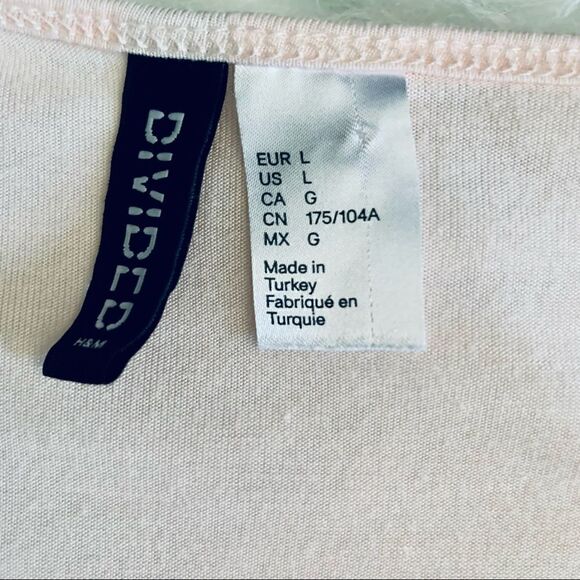 DIVIDED
H&M
EUR L
US L
CA G
CN 175/104A
MX G
Made in
Turkey
Fabriqué en
Turquie